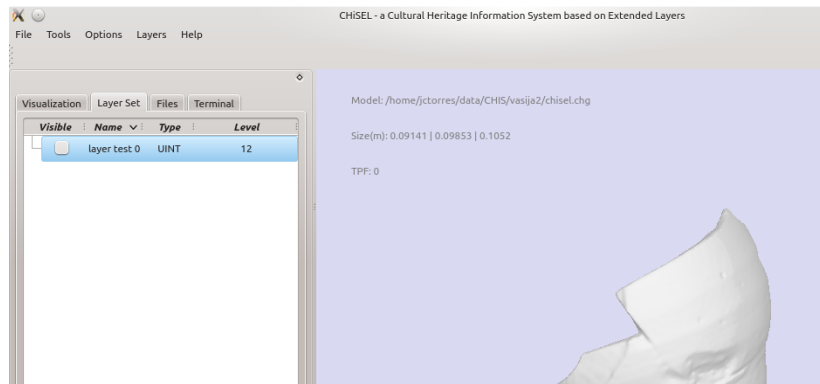 CHiSEL - a Cultural Heritage Information System based on Extended Layers
File Tools Options Layers Help
Visualization Layer Set Files Terminal
Visible Name Type Level
layer test 0 UINT 12
Model: /home/jctorres/data/CHIS/vasija2/chisel.chg
Size(m): 0.09141 | 0.09853 | 0.1052
TPF: 0